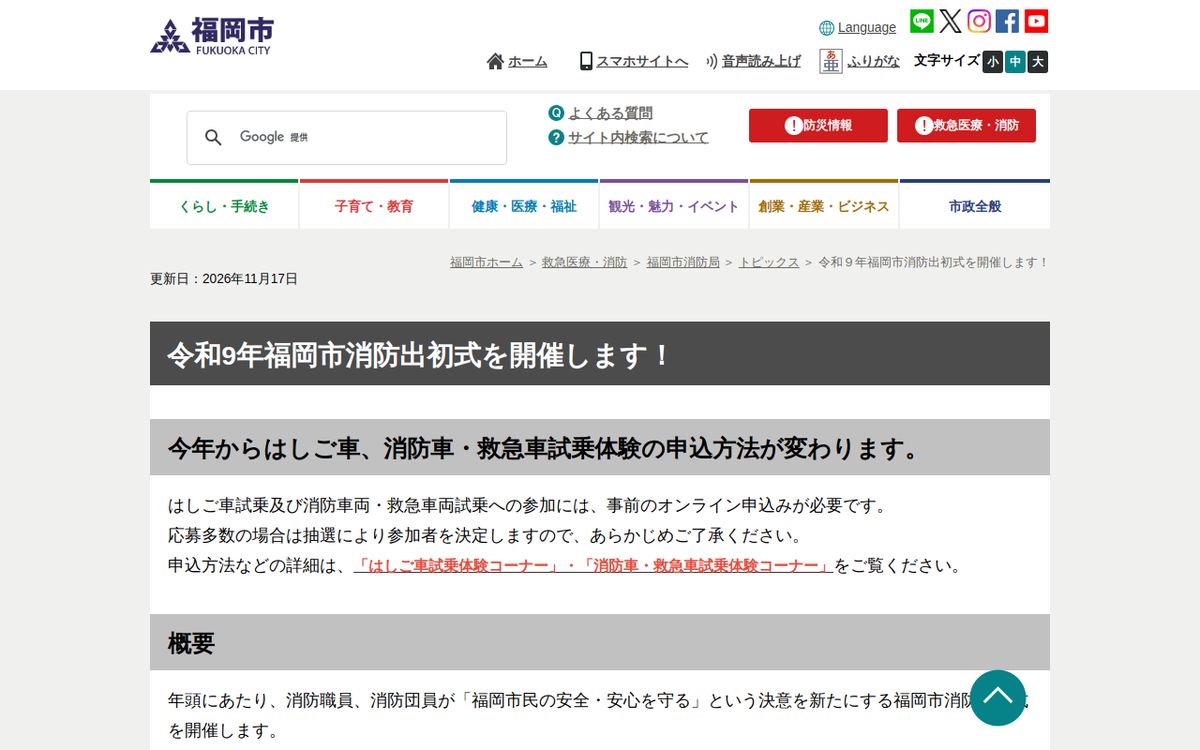 福岡市
FUKUOKA CITY
Language
ホーム
スマホサイトへ
音声読み上げ
あ
亜
ふりがな
文字サイズ 小 中 大
Google 提供
Q よくある質問
? サイト内検索について
! 防災情報
! 救急医療・消防
くらし・手続き
子育て・教育
健康・医療・福祉
観光・魅力・イベント
創業・産業・ビジネス
市政全般
福岡市ホーム > 救急医療・消防 > 福岡市消防局 > トピックス > 令和９年福岡市消防出初式を開催します！
更新日：2026年11月17日
令和9年福岡市消防出初式を開催します！
今年からはしご車、消防車・救急車試乗体験の申込方法が変わります。
はしご車試乗及び消防車両・救急車両試乗への参加には、事前のオンライン申込みが必要です。
応募多数の場合は抽選により参加者を決定しますので、あらかじめご了承ください。
申込方法などの詳細は、「はしご車試乗体験コーナー」・「消防車・救急車試乗体験コーナー」をご覧ください。
概要
年頭にあたり、消防職員、消防団員が「福岡市民の安全・安心を守る」という決意を新たにする福岡市消防
を開催します。